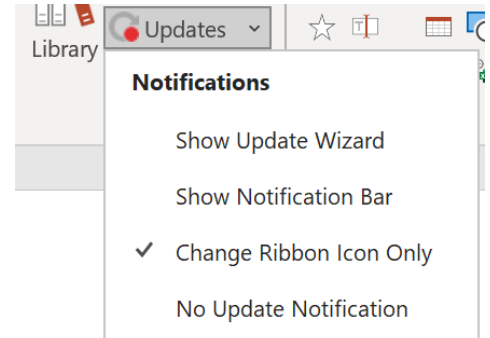 Updates
Library
Notifications
Show Update Wizard
Show Notification Bar
Change Ribbon Icon Only
No Update Notification